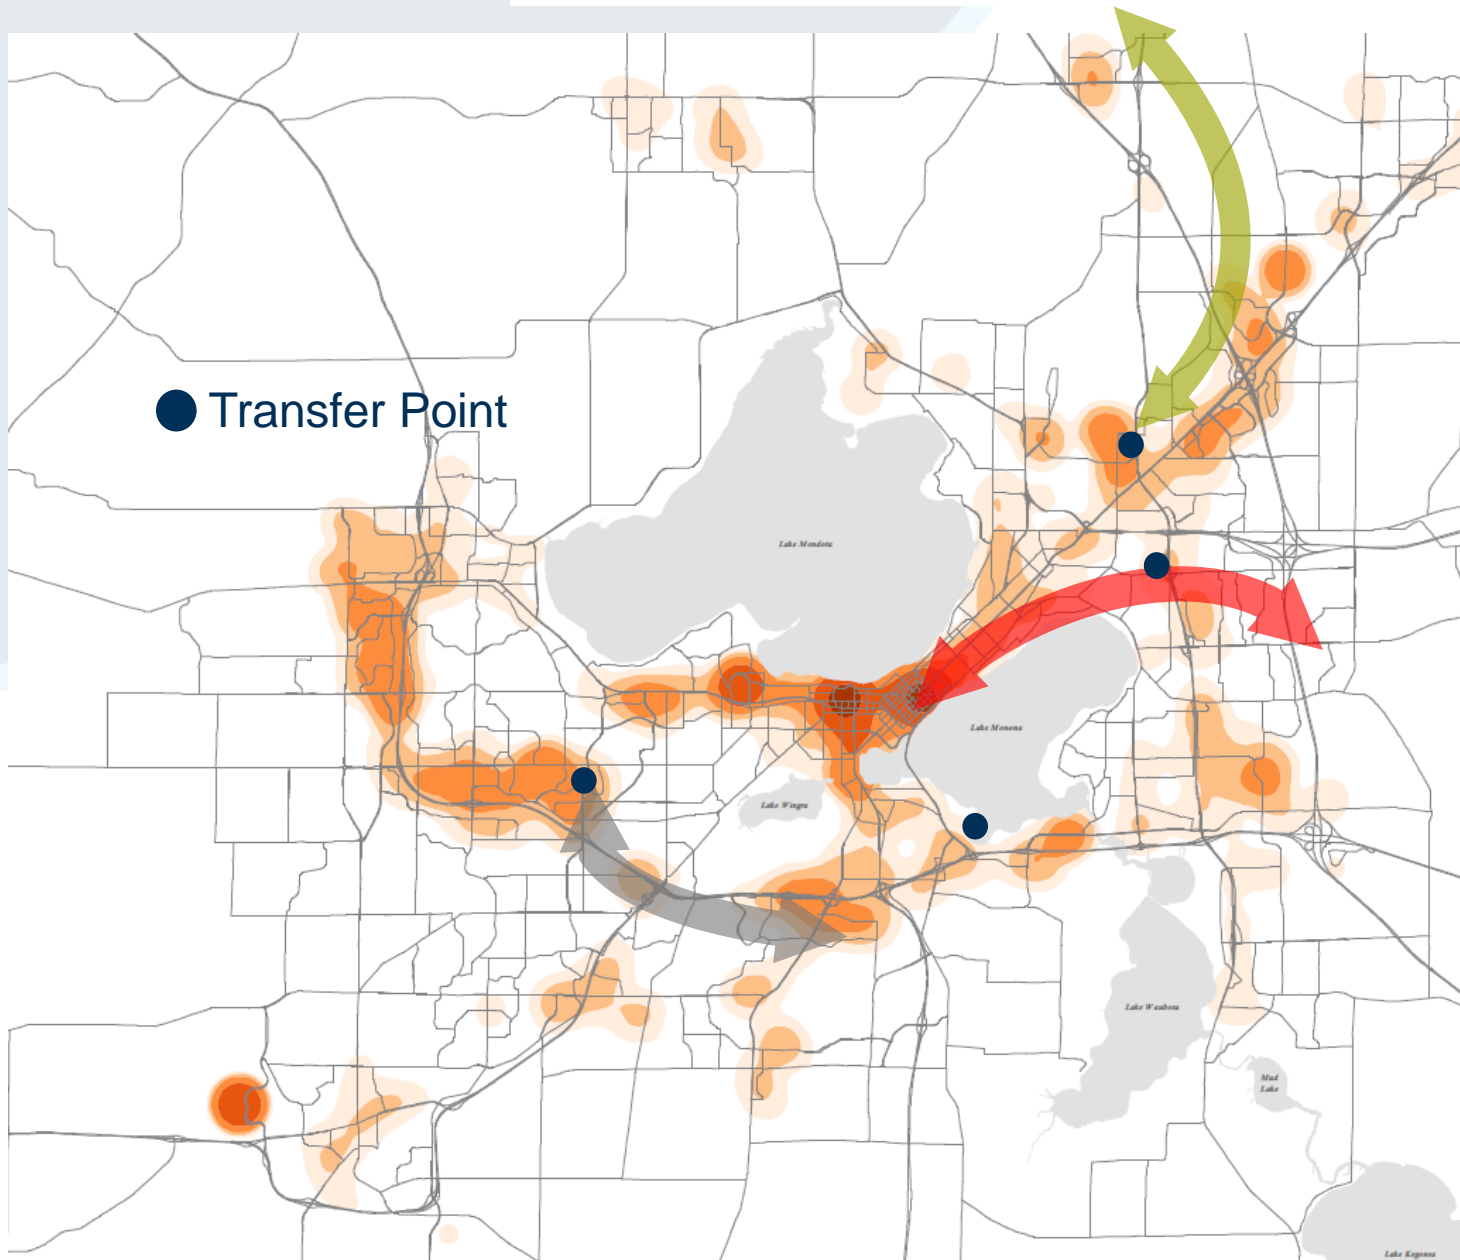 Transfer Point
Lake Mendota
Lake Monona
Lake Wingra
Lake Waubesa
Mud
Lake
Lake Kegonsa